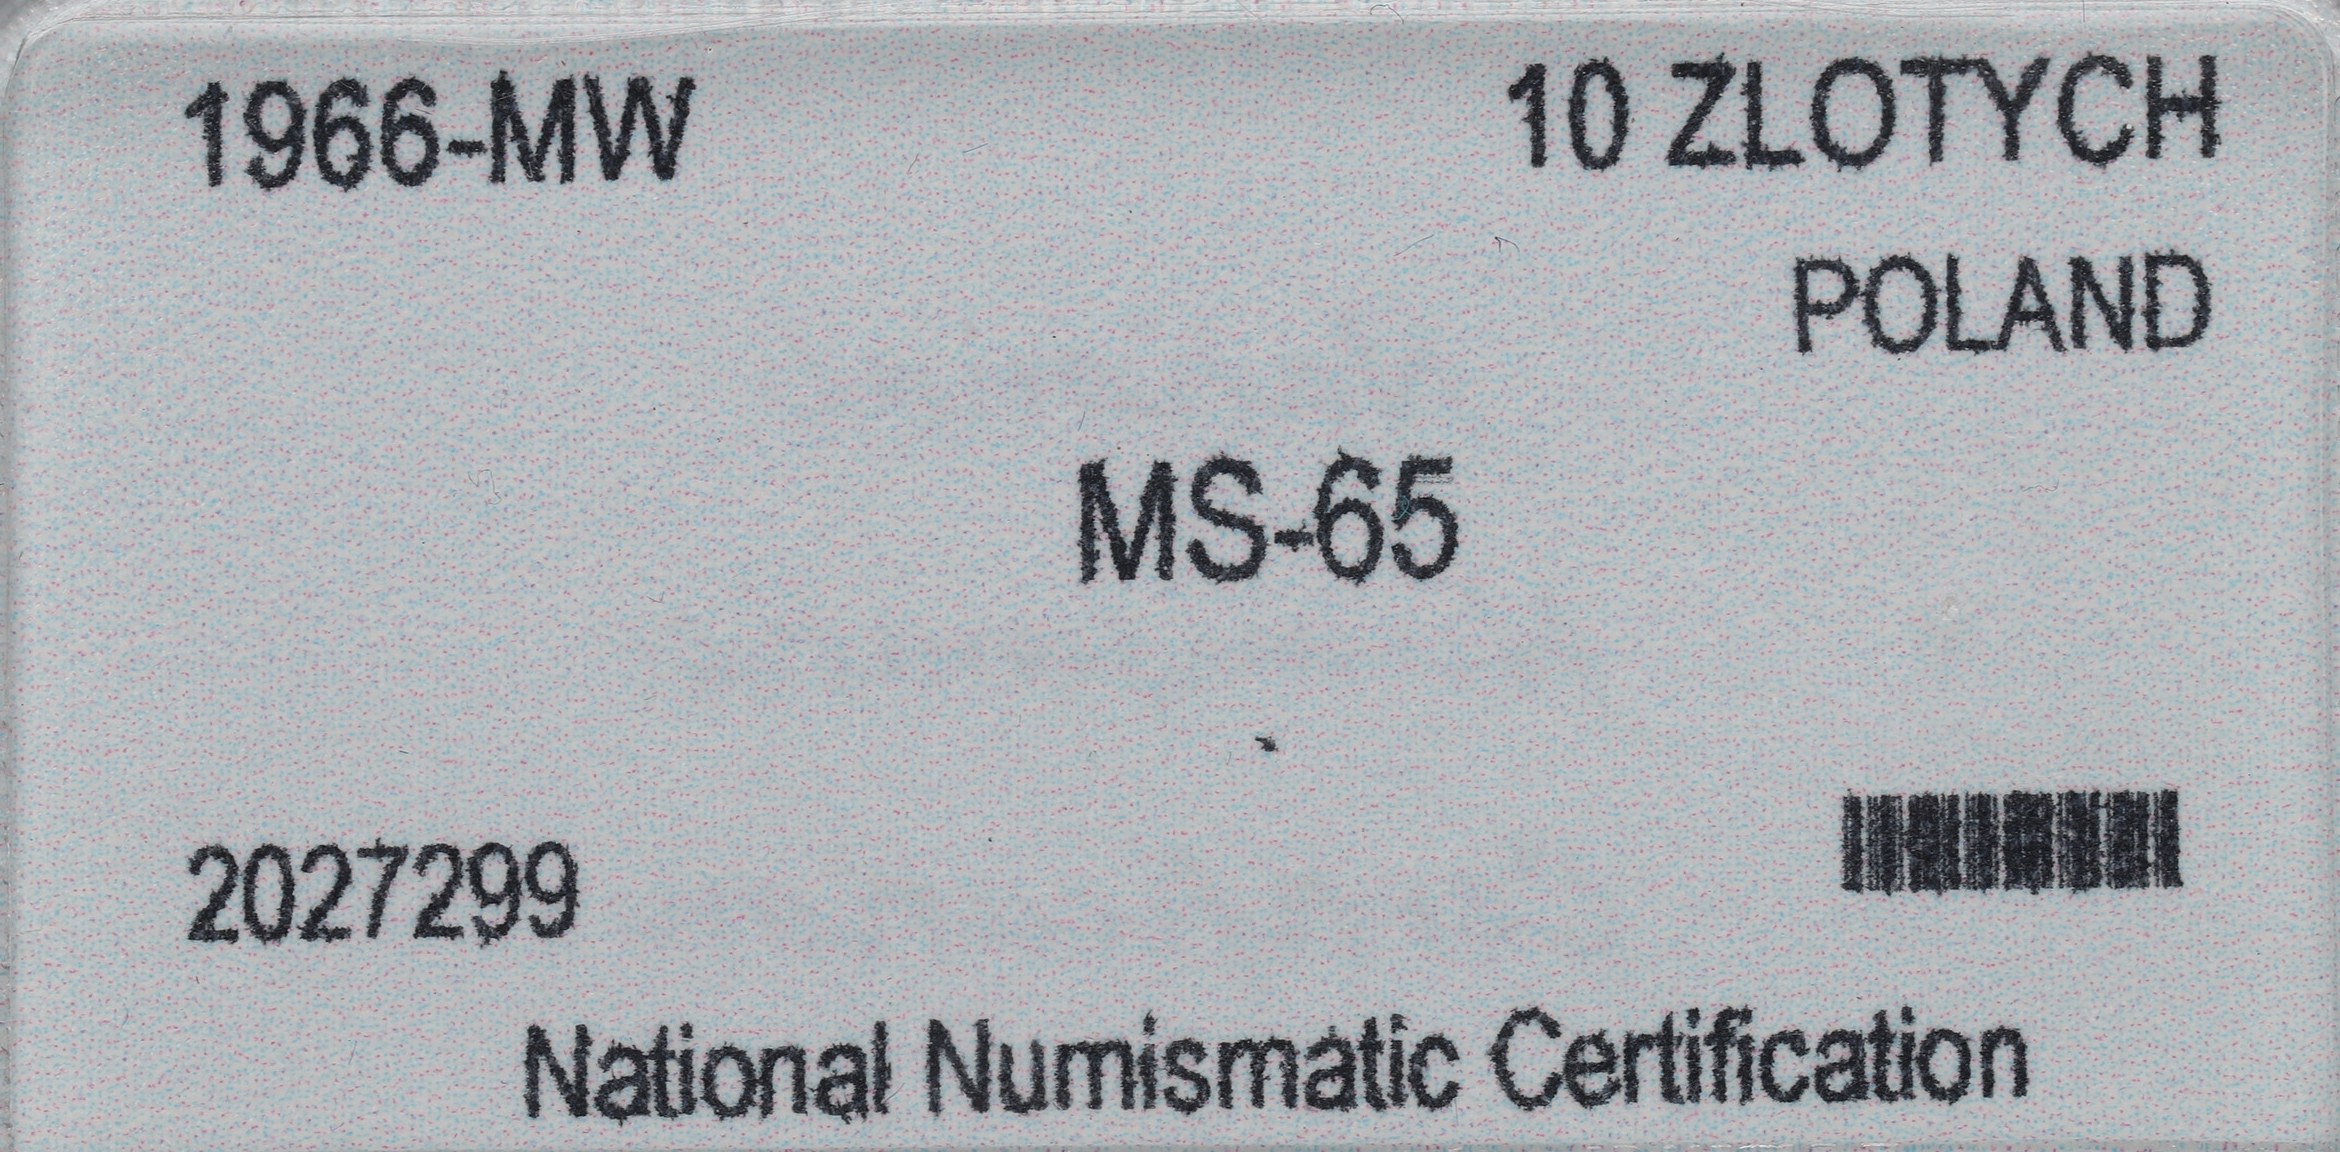 1966-MW 10 ZLOTYCH
POLAND
MS-65
2027299
National Numismatic Certification